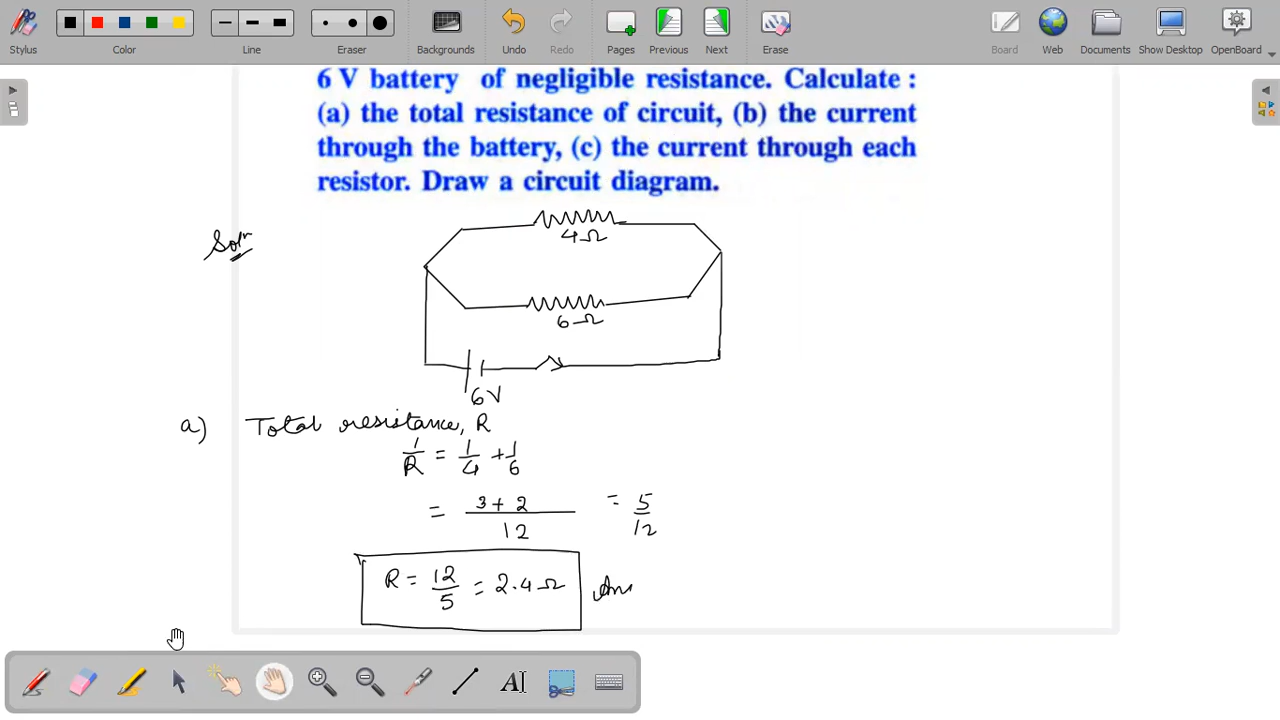 Stylus
Color
Line
Eraser
Backgrounds
Undo
Redo
Pages
Previous
Next
Erase
Board
Web
Documents
Show Desktop
OpenBoard
6 V battery of negligible resistance. Calculate :
(a) the total resistance of circuit, (b) the current
through the battery, (c) the current through each
resistor. Draw a circuit diagram.
Solⁿ
4Ω
6Ω
6V
a) Total resistance, R
1/R = 1/4 + 1/6
= 3+2/12 = 5/12
R = 12/5 = 2.4 Ω Ans